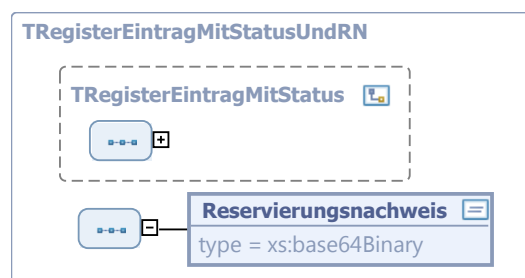 TRegisterEintragMitStatusUndRN
TRegisterEintragMitStatus
Reservierungsnachweis
type = xs:base64Binary